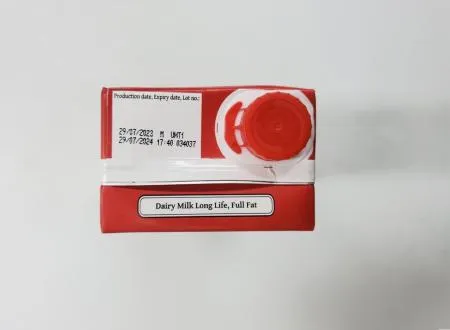 Production date, Expiry date, Lot no.:
29/07/2023 M UHT1
29/07/2024 17:40 034037
Dairy Milk Long Life, Full Fat